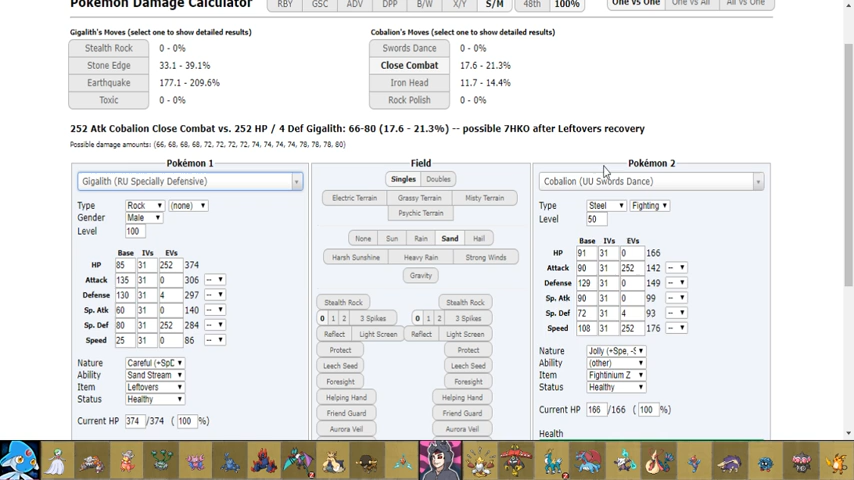 Pokémon Damage Calculator RBY GSC ADV DPP B/W X/Y S/M 48th 100% One vs One One vs All All vs One
Gigalith's Moves (select one to show detailed results) Cobalion's Moves (select one to show detailed results)
Stealth Rock 0 - 0% Swords Dance 0 - 0%
Stone Edge 33.1 - 39.1% Close Combat 17.6 - 21.3%
Earthquake 177.1 - 209.6% Iron Head 11.7 - 14.4%
Toxic 0 - 0% Rock Polish 0 - 0%
252 Atk Cobalion Close Combat vs. 252 HP / 4 Def Gigalith: 66-80 (17.6 - 21.3%) -- possible 7HKO after Leftovers recovery
Possible damage amounts: (66, 68, 68, 68, 72, 72, 72, 72, 74, 74, 74, 74, 78, 78, 78, 80)
Pokémon 1
Gigalith (RU Specially Defensive)
Type Rock (none)
Gender Male
Level 100
Base IVs EVs
HP 85 31 252 374
Attack 135 31 0 306 --
Defense 130 31 4 297 --
Sp. Atk 60 31 0 140 --
Sp. Def 80 31 252 284 --
Speed 25 31 0 86 --
Nature Careful (+SpD
Ability Sand Stream
Item Leftovers
Status Healthy
Current HP 374 /374 ( 100 %)
Field
Singles Doubles
Electric Terrain Grassy Terrain Misty Terrain
Psychic Terrain
None Sun Rain Sand Hail
Harsh Sunshine Heavy Rain Strong Winds
Gravity
Stealth Rock Stealth Rock
0 1 2 3 Spikes 0 1 2 3 Spikes
Reflect Light Screen Reflect Light Screen
Protect Protect
Leech Seed Leech Seed
Foresight Foresight
Helping Hand Helping Hand
Friend Guard Friend Guard
Aurora Veil Aurora Veil
Pokémon 2
Cobalion (UU Swords Dance)
Type Steel Fighting
Level 50
Base IVs EVs
HP 91 31 0 166
Attack 90 31 252 142 --
Defense 129 31 0 149 --
Sp. Atk 90 31 0 99 --
Sp. Def 72 31 4 93 --
Speed 108 31 252 176 --
Nature Jolly (+Spe, -S
Ability (other)
Item Fightinium Z
Status Healthy
Current HP 166 /166 ( 100 %)
Health